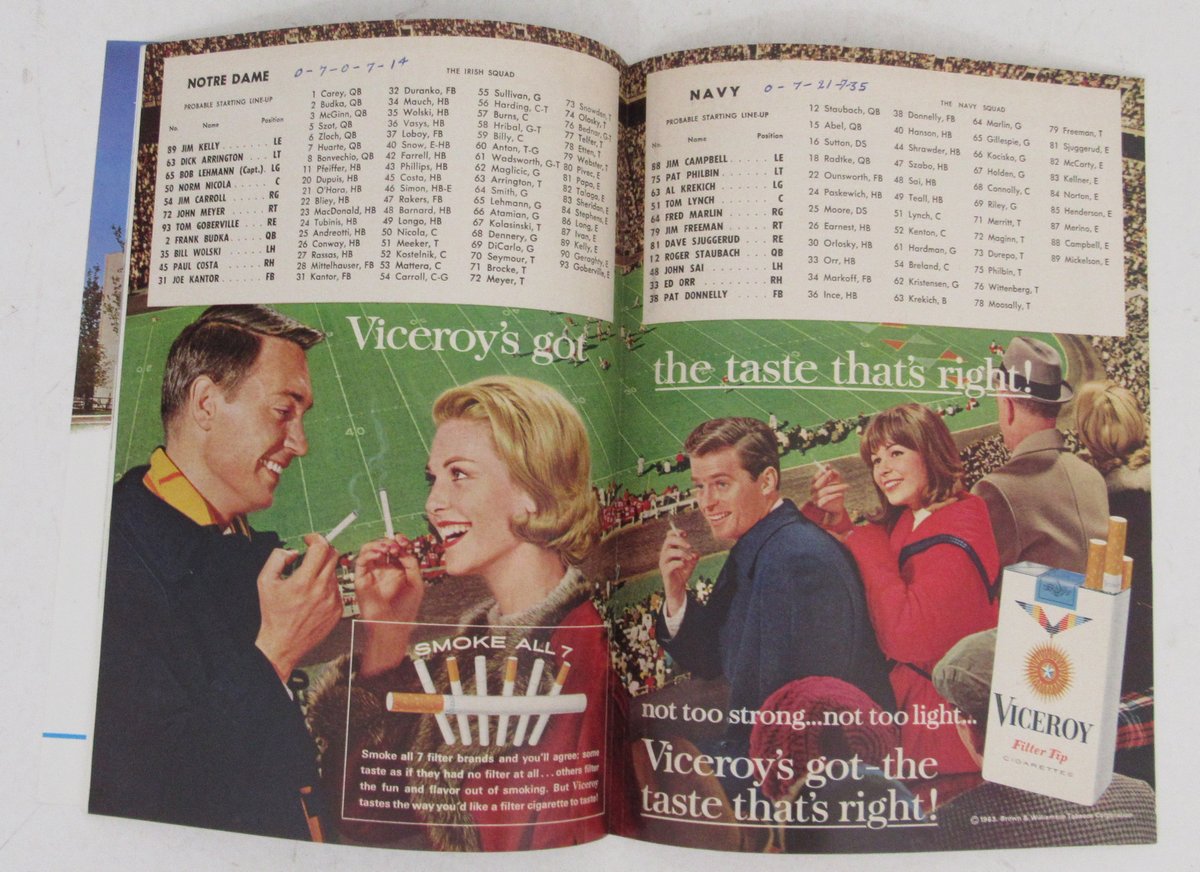 NOTRE DAME
0-7-0-7-14
THE IRISH SQUAD
PROBABLE STARTING LINE-UP
No. Name Position
89 JIM KELLY . . . . . . . LE
63 DICK ARRINGTON . . LT
65 BOB LEHMANN (Capt.) . LG
50 NORM NICOLA . . . . C
54 JIM CARROLL . . . . . RG
72 JOHN MEYER . . . . . RT
93 TOM GOBERVILLE . . . RE
2 FRANK BUDKA . . . . . QB
35 BILL WOLSKI . . . . . . LH
45 PAUL COSTA . . . . . . RH
31 JOE KANTOR . . . . . . FB
1 Carey, QB
2 Budka, QB
3 McGinn, QB
5 Szot, QB
6 Zloch, QB
7 Huarte, QB
8 Bonvechio, QB
11 Pfeiffer, HB
20 Dupuis, HB
21 O'Hara, HB
22 Bliey, HB
23 MacDonald, HB
24 Tubinis, HB
25 Andreotti, HB
26 Conway, HB
27 Rassas, HB
28 Mittelhauser, FB
31 Kantor, FB
32 Duranko, FB
34 Mauch, HB
35 Wolski, HB
36 Vasys, HB
37 Loboy, FB
40 Snow, E-HB
42 Farrell, HB
43 Phillips, HB
45 Costa, HB
46 Simon, HB-E
47 Rakers, FB
48 Barnard, HB
49 Longo, HB
50 Nicola, C
51 Meeker, T
52 Kostelnik, C
53 Mattera, C
54 Carroll, C-G
55 Sullivan, G
56 Harding, C-T
57 Burns, C
58 Hribal, G-T
59 Billy, C
60 Anton, T-G
61 Wadsworth, G-T
62 Maglicic, G
63 Arrington, T
64 Smith, G
65 Lehmann, G
66 Atamian, G
67 Kolasinski, T
68 Dennery, G
69 DiCarlo, G
70 Seymour, T
71 Brocke, T
72 Meyer, T
73 Snowden, T
74 Olosky, T
76 Bednar, G-T
77 Telfer, T
78 Etten, T
79 Webster, T
80 Pivec, E
81 Papa, E
82 Talaga, E
83 Sheridan, E
84 Stephens, E
86 Long, E
87 Ivan, E
89 Kelly, E
90 Geraghty, E
93 Goberville, E
NAVY
0-7-21-7-35
THE NAVY SQUAD
PROBABLE STARTING LINE-UP
No. Name Position
88 JIM CAMPBELL . . . . . LE
75 PAT PHILBIN . . . . . . LT
63 AL KREKICH . . . . . . LG
51 TOM LYNCH . . . . . . C
64 FRED MARLIN . . . . . RG
79 JIM FREEMAN . . . . . RT
81 DAVE SJUGGERUD . . . RE
12 ROGER STAUBACH . . QB
48 JOHN SAI . . . . . . . LH
33 ED ORR . . . . . . . . RH
38 PAT DONNELLY . . . . FB
12 Staubach, QB
15 Abel, QB
16 Sutton, DS
18 Radtke, QB
22 Ounsworth, FB
24 Paskewich, HB
25 Moore, DS
26 Earnest, HB
30 Orlosky, HB
33 Orr, HB
34 Markoff, FB
36 Ince, HB
38 Donnelly, FB
40 Hanson, HB
44 Shrawder, HB
47 Szabo, HB
48 Sai, HB
49 Teall, HB
51 Lynch, C
52 Kenton, C
61 Hardman, G
54 Breland, C
62 Kristensen, G
63 Krekich, B
64 Marlin, G
65 Gillespie, G
66 Kocisko, G
67 Holden, G
68 Connolly, C
69 Riley, G
71 Merritt, T
72 Maginn, T
73 Durepo, T
75 Philbin, T
76 Wittenberg, T
78 Moosally, T
79 Freeman, T
81 Sjuggerud, E
82 McCarty, E
83 Kellner, E
84 Norton, E
85 Henderson, E
87 Merino, E
88 Campbell, E
89 Mickelson, E
Viceroy's got
the taste that's right!
40
SMOKE ALL 7
Smoke all 7 filter brands and you'll agree: some
taste as if they had no filter at all . . . others filter
the fun and flavor out of smoking. But Viceroy
tastes the way you'd like a filter cigarette to taste!
not too strong...not too light...
Viceroy's got-the
taste that's right!
VICEROY
Filter Tip
CIGARETTES
© 1963, Brown & Williamson Tobacco Corporation